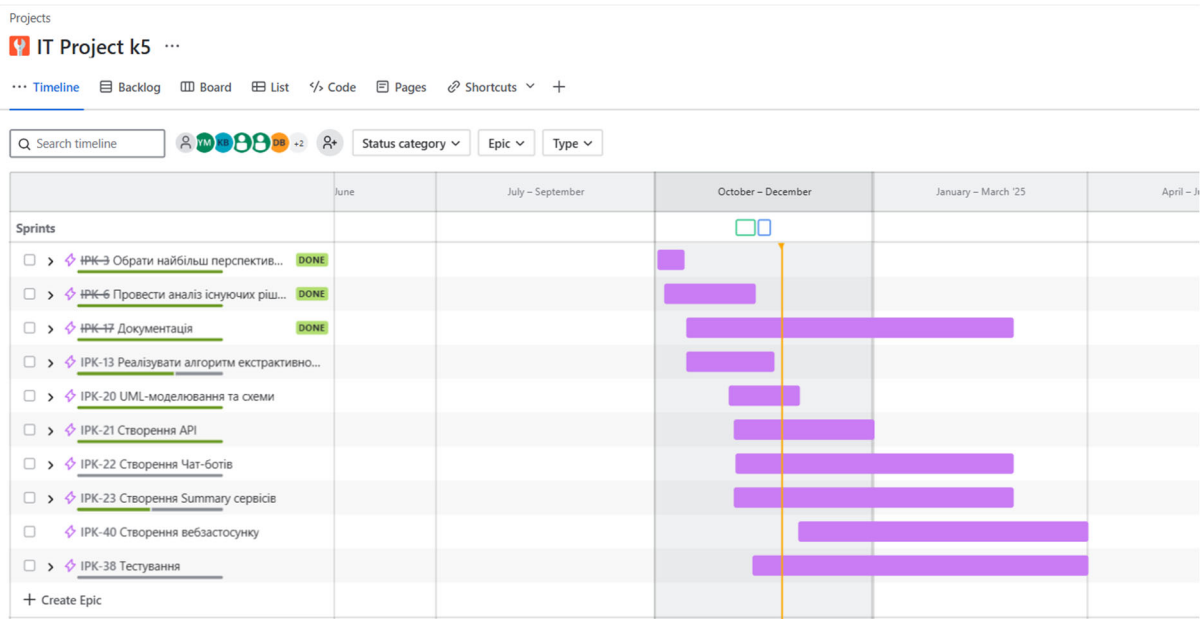 Projects
IT Project k5 ...
Timeline Backlog Board List Code Pages Shortcuts
Search timeline YM KB DB +2 Status category Epic Type
June July – September October – December January – March '25 April –
Sprints
IPK-3 Обрати найбільш перспектив... DONE
IPK-6 Провести аналіз існуючих ріш... DONE
IPK-17 Документація DONE
IPK-13 Реалізувати алгоритм екстрактивно...
IPK-20 UML-моделювання та схеми
IPK-21 Створення API
IPK-22 Створення Чат-ботів
IPK-23 Створення Summary сервісів
IPK-40 Створення вебзастосунку
IPK-38 Тестування
+ Create Epic